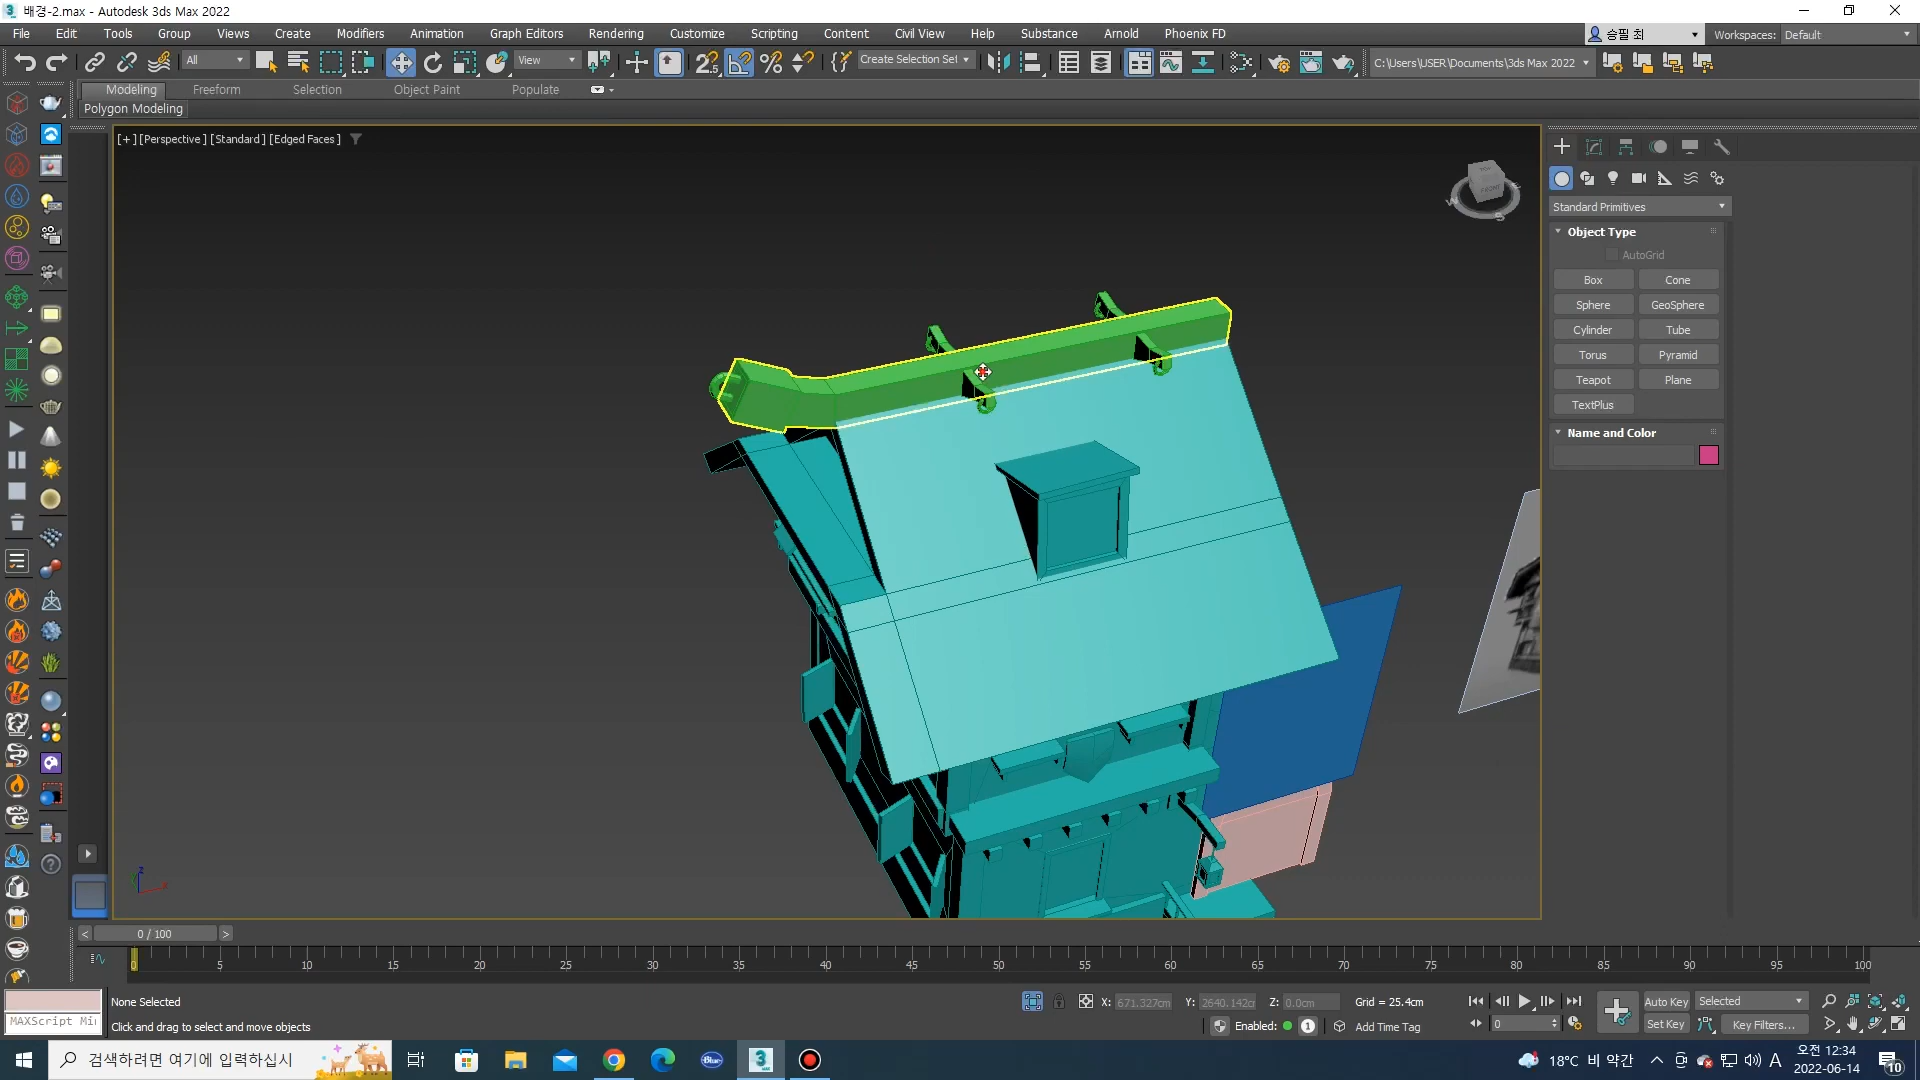 배경-2.max - Autodesk 3ds Max 2022
File Edit Tools Group Views Create Modifiers Animation Graph Editors Rendering Customize Scripting Content Civil View Help Substance Arnold Phoenix FD
승필 최 Workspaces: Default
All View Create Selection Set C:\Users\USER\Documents\3ds Max 2022
Modeling Freeform Selection Object Paint Populate
Polygon Modeling
[+] [Perspective] [Standard] [Edged Faces]
Standard Primitives
Object Type
AutoGrid
Box Cone
Sphere GeoSphere
Cylinder Tube
Torus Pyramid
Teapot Plane
TextPlus
Name and Color
FRONT
< 0 / 100 >
0 5 10 15 20 25 30 35 40 45 50 55 60 65 70 75 80 85 90 95 100
None Selected X: 671.327cm Y: 2640.142cm Z: 0.0cm Grid = 25.4cm Auto Key Selected
MAXScript Mi Click and drag to select and move objects Enabled: 1 Add Time Tag 0 Set Key Key Filters...
검색하려면 여기에 입력하십시 Blue 3 18°C 비 약간 A 오전 12:34
2022-06-14 10